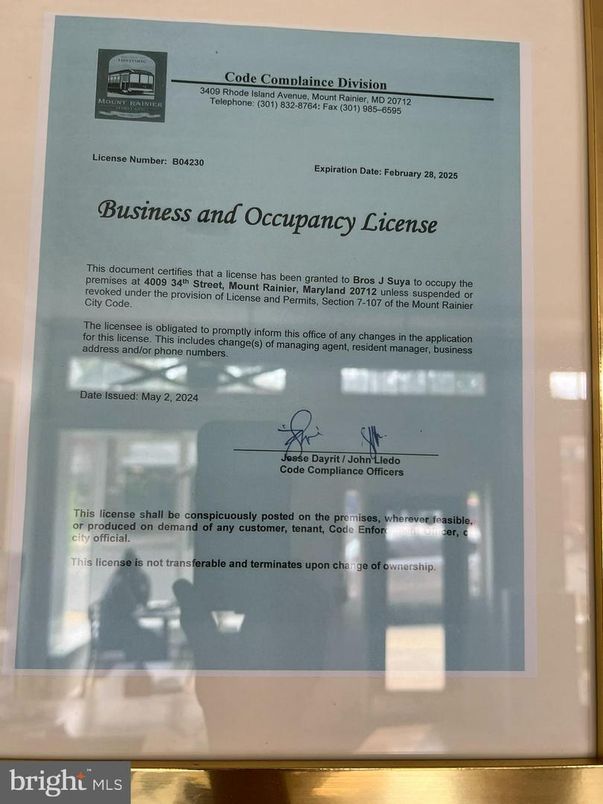 HISTORIC
MOUNT RAINIER
Code Complaince Division
3409 Rhode Island Avenue, Mount Rainier, MD 20712
Telephone: (301) 832-8764: Fax (301) 985-6595
License Number: B04230
Expiration Date: February 28, 2025
Business and Occupancy License
This document certifies that a license has been granted to Bros J Suya to occupy the
premises at 4009 34th Street, Mount Rainier, Maryland 20712 unless suspended or
revoked under the provision of License and Permits, Section 7-107 of the Mount Rainier
City Code.
The licensee is obligated to promptly inform this office of any changes in the application
for this license. This includes change(s) of managing agent, resident manager, business
address and/or phone numbers.
Date Issued: May 2, 2024
Jesse Dayrit / John Lledo
Code Compliance Officers
This license shall be conspicuously posted on the premises, wherever feasible,
or produced on demand of any customer, tenant, Code
city official.
This license is not transferable and terminates upon change of ownership.
bright™ MLS